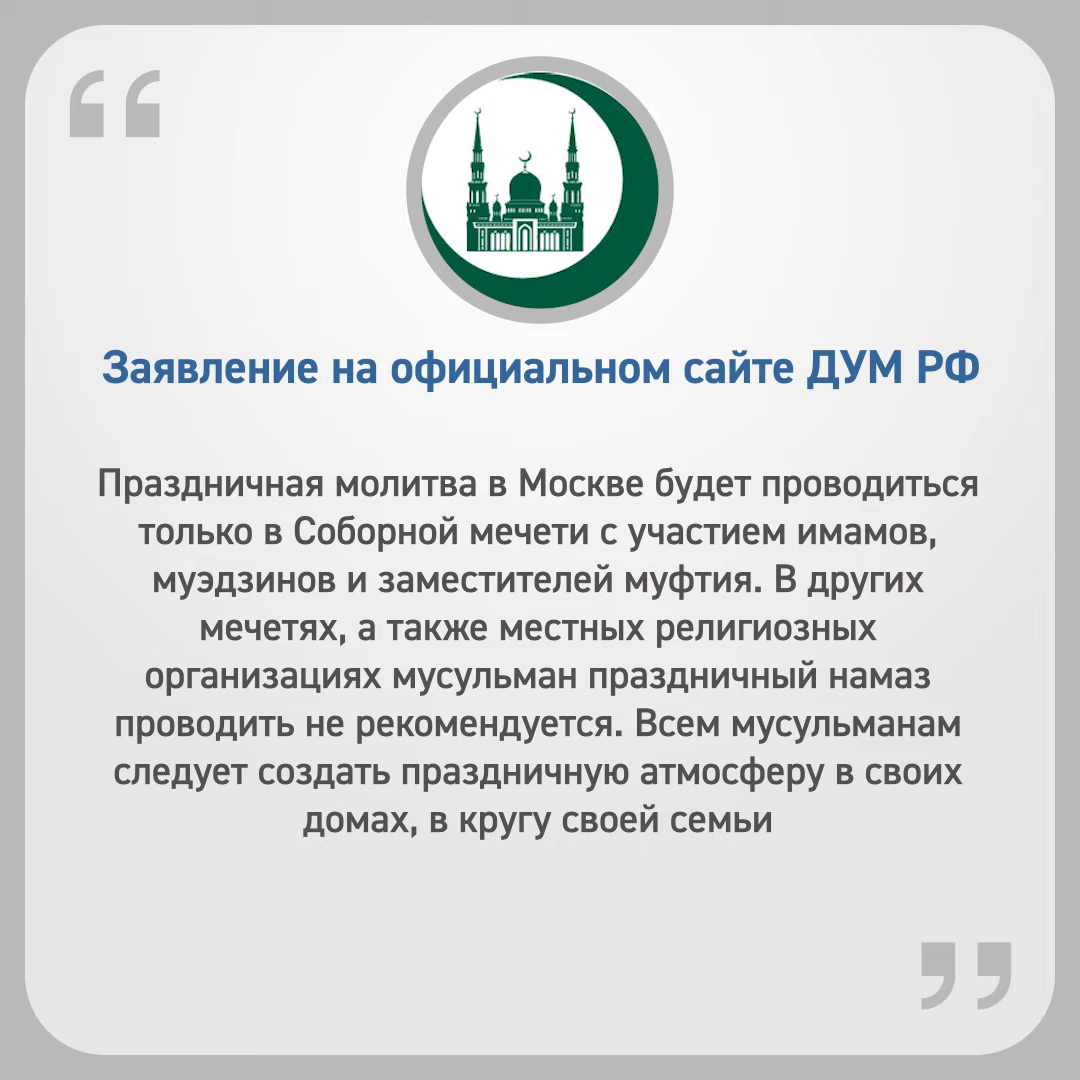 Заявление на официальном сайте ДУМ РФ
Праздничная молитва в Москве будет проводиться
только в Соборной мечети с участием имамов,
муэдзинов и заместителей муфтия. В других
мечетях, а также местных религиозных
организациях мусульман праздничный намаз
проводить не рекомендуется. Всем мусульманам
следует создать праздничную атмосферу в своих
домах, в кругу своей семьи